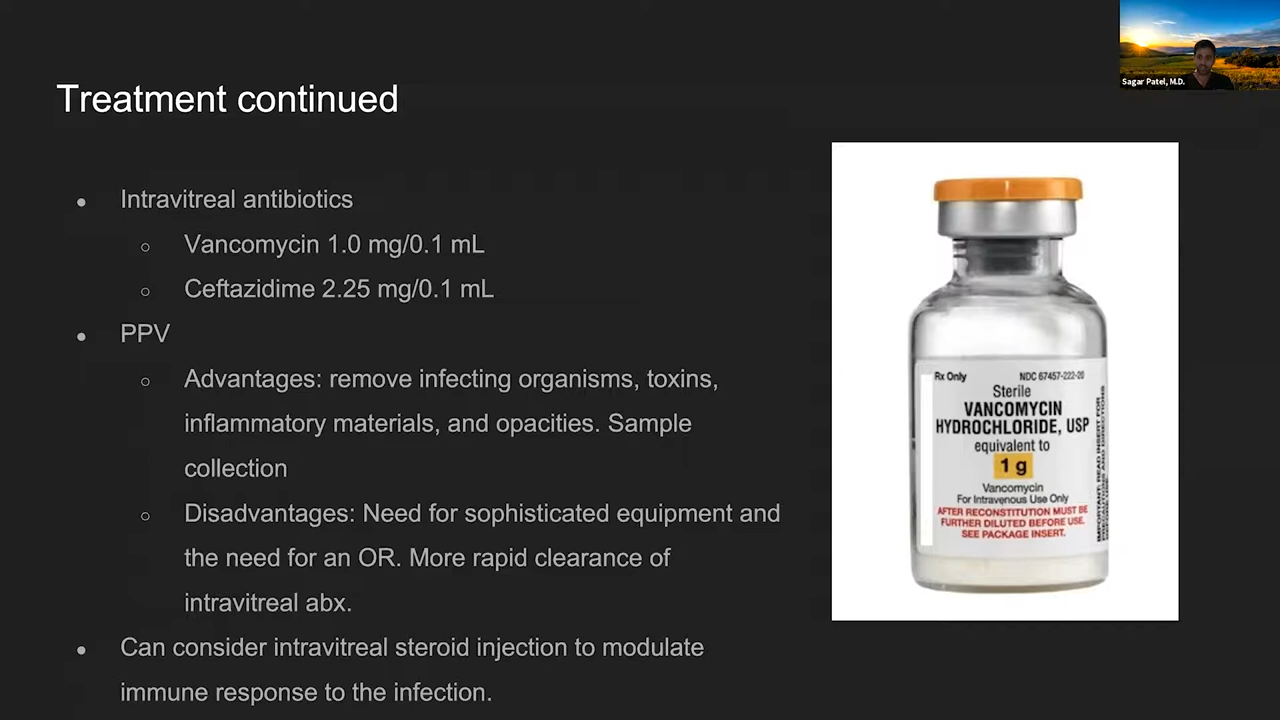 Sagar Patel, M.D.
Treatment continued
● Intravitreal antibiotics
○ Vancomycin 1.0 mg/0.1 mL
○ Ceftazidime 2.25 mg/0.1 mL
● PPV
○ Advantages: remove infecting organisms, toxins,
inflammatory materials, and opacities. Sample
collection
○ Disadvantages: Need for sophisticated equipment and
the need for an OR. More rapid clearance of
intravitreal abx.
● Can consider intravitreal steroid injection to modulate
immune response to the infection.
Rx Only
NDC 67457-222-20
Sterile
VANCOMYCIN
HYDROCHLORIDE, USP
equivalent to
1 g
Vancomycin
For Intravenous Use Only
AFTER RECONSTITUTION MUST BE
FURTHER DILUTED BEFORE USE.
SEE PACKAGE INSERT.
IMPORTANT: READ INSERT FOR